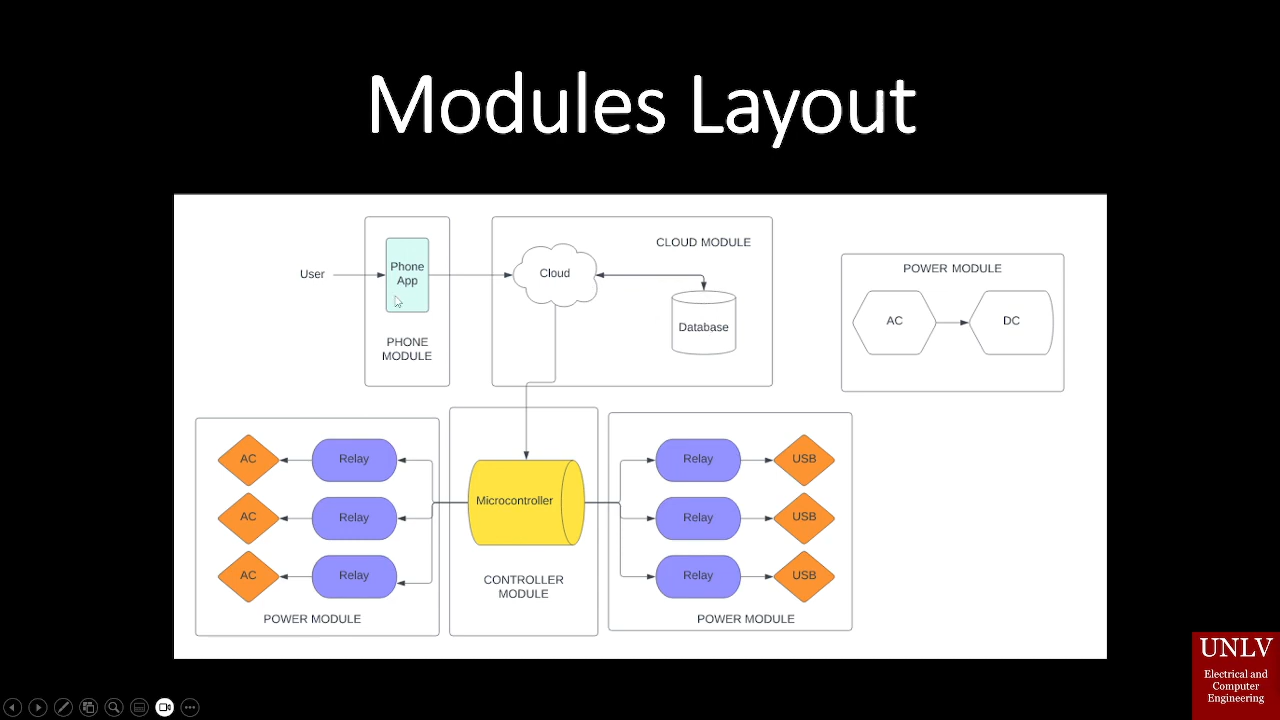 Modules Layout
User
Phone
App
PHONE
MODULE
Cloud
CLOUD MODULE
Database
POWER MODULE
AC
DC
AC
Relay
AC
Relay
AC
Relay
POWER MODULE
Microcontroller
CONTROLLER
MODULE
Relay
USB
Relay
USB
Relay
USB
POWER MODULE
UNLV
Electrical and
Computer
Engineering